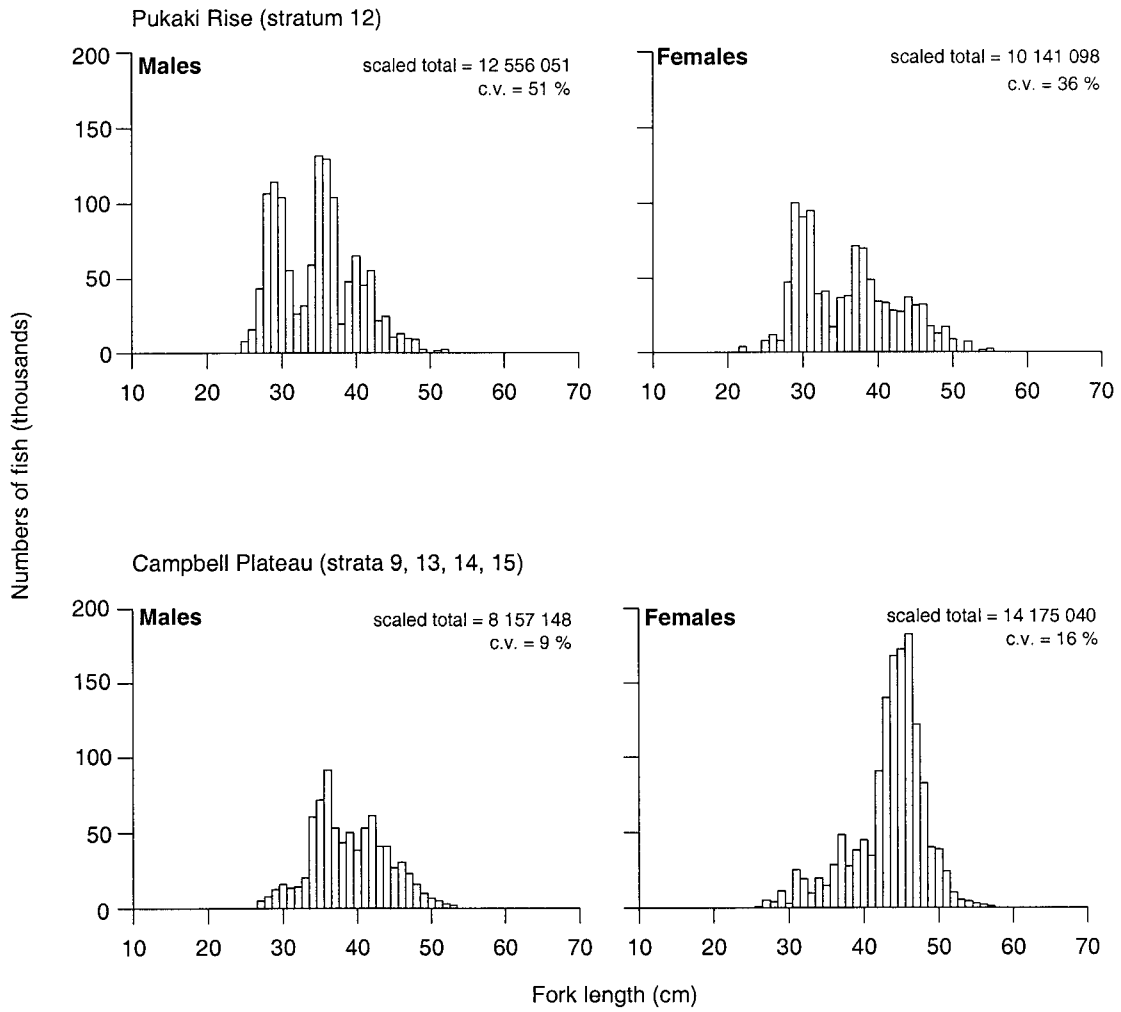 Pukaki Rise (stratum 12)
Males
scaled total = 12 556 051
c.v. = 51 %
200
150
100
50
0
10 20 30 40 50 60 70
Females
scaled total = 10 141 098
c.v. = 36 %
10 20 30 40 50 60 70
Numbers of fish (thousands)
Campbell Plateau (strata 9, 13, 14, 15)
Males
scaled total = 8 157 148
c.v. = 9 %
200
150
100
50
0
10 20 30 40 50 60 70
Females
scaled total = 14 175 040
c.v. = 16 %
10 20 30 40 50 60 70
Fork length (cm)